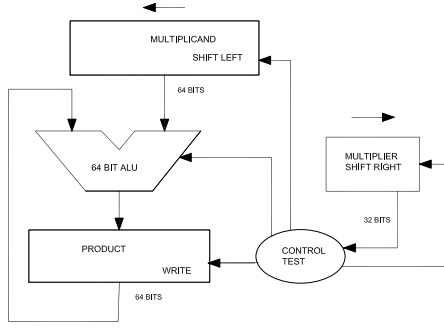 MULTIPLICAND
SHIFT LEFT
64 BITS
64 BIT ALU
MULTIPLIER
SHIFT RIGHT
32 BITS
PRODUCT
WRITE
CONTROL
TEST
64 BITS